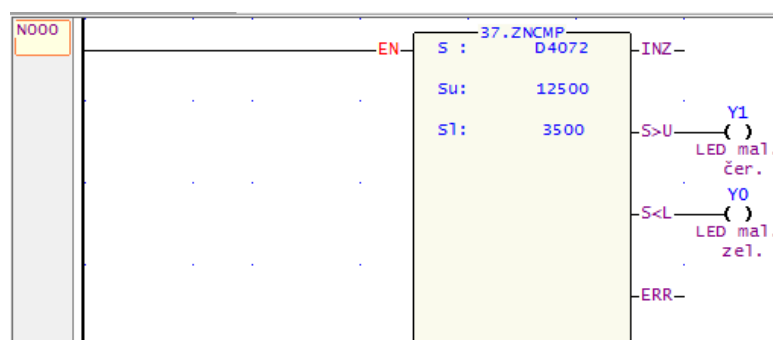 N000
37.ZNCMP
EN S : D4072 INZ
Su: 12500
Y1
Sl: 3500 S>U ( )
LED mal.
čer.
Y0
S<L ( )
LED mal.
zel.
ERR